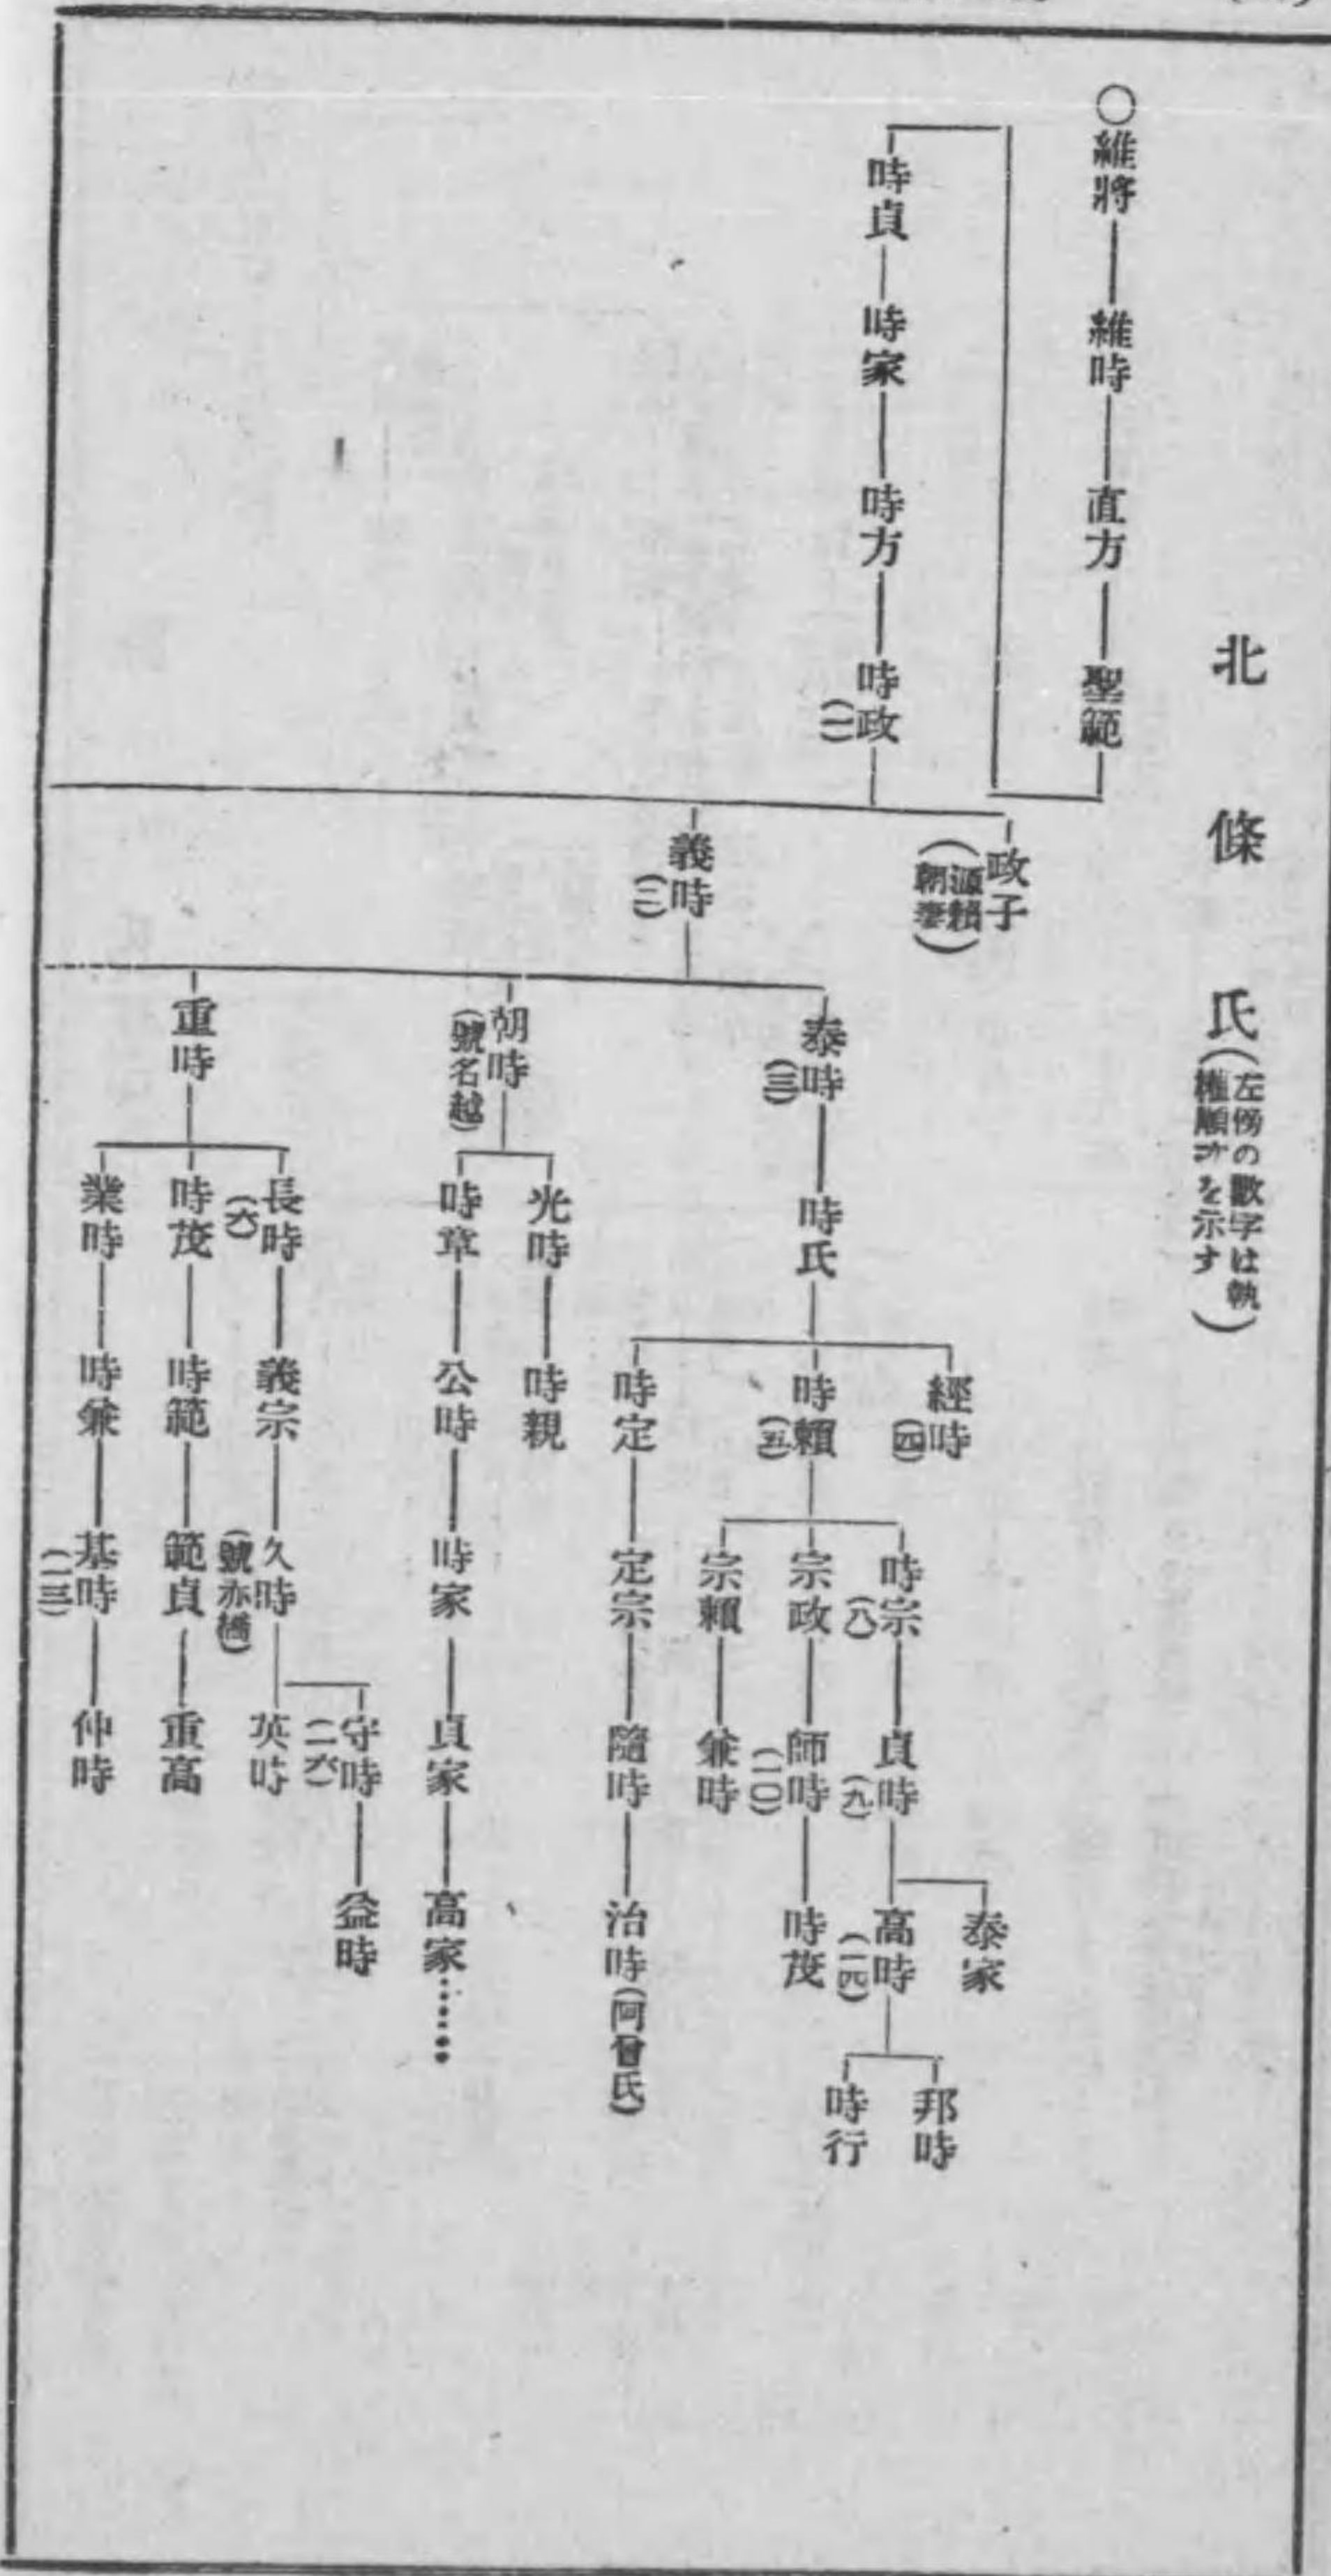 北條氏(左傍の數字は執
權順次を示す)
○維將―維時―直方―聖範
時貞―時家―時方―時政(一)
政子(源賴
朝妻)
義時(二)
泰時(三)―時氏
經時(四)
時賴(五)
時宗(八)―貞時(九)
泰家
高時(一四)
邦時
時行
宗政―師時(一〇)―時茂
宗賴―兼時
時定―定宗―隨時―治時(阿曾氏)
朝時(號名越)
光時―時親
時章―公時―時家―貞家―高家……
重時
長時(六)―義宗―久時(號赤橋)
守時(一六)―益時
英時
時茂―時範―範貞―重高
業時―時兼―基時(一三)―仲時